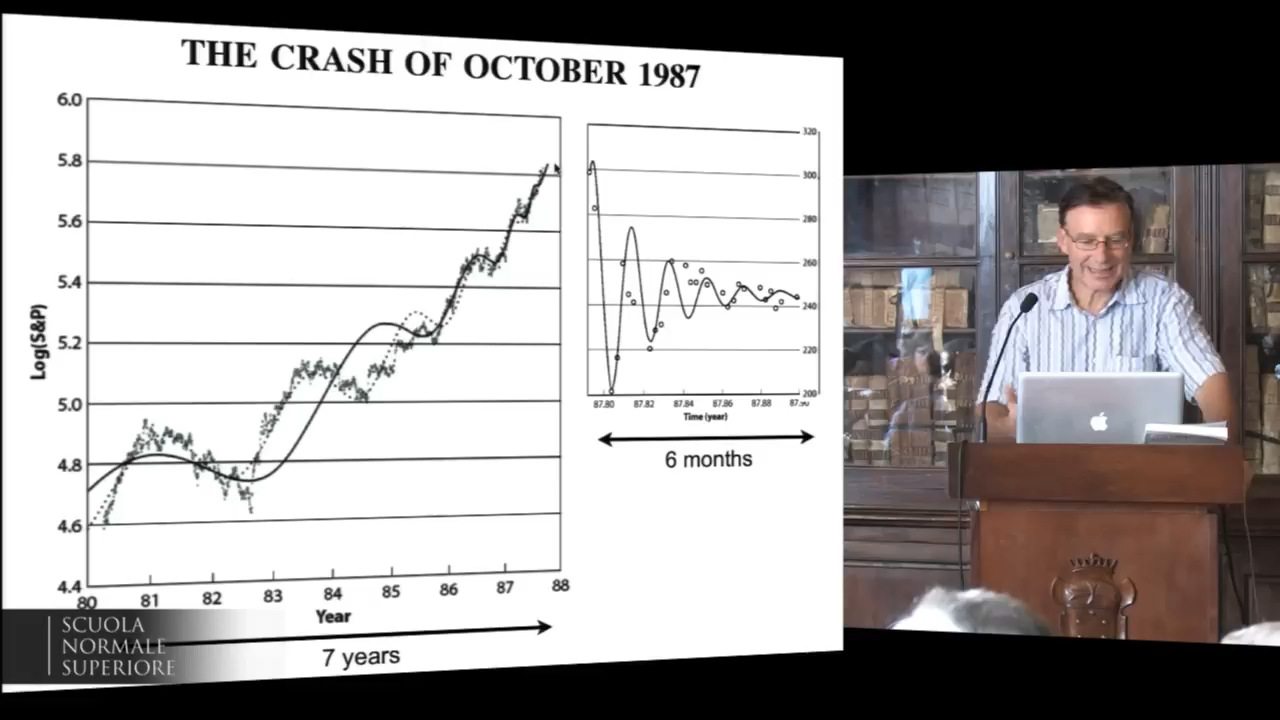 THE CRASH OF OCTOBER 1987
6.0
5.8
5.6
5.4
5.2
5.0
4.8
4.6
4.4
Log(S&P)
80 81 82 83 84 85 86 87 88
Year
7 years
320
300
280
260
240
220
200
87.80 87.82 87.84 87.86 87.88
Time (year)
6 months
SCUOLA
NORMALE
SUPERIORE